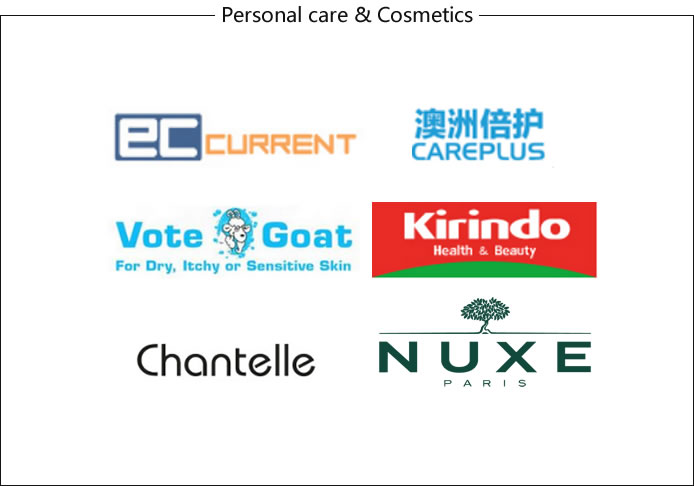 Personal care & Cosmetics
ec CURRENT
澳洲倍护
CAREPLUS
Vote Goat
For Dry, Itchy or Sensitive Skin
Kirindo
Health & Beauty
Chantelle
NUXE
PARIS